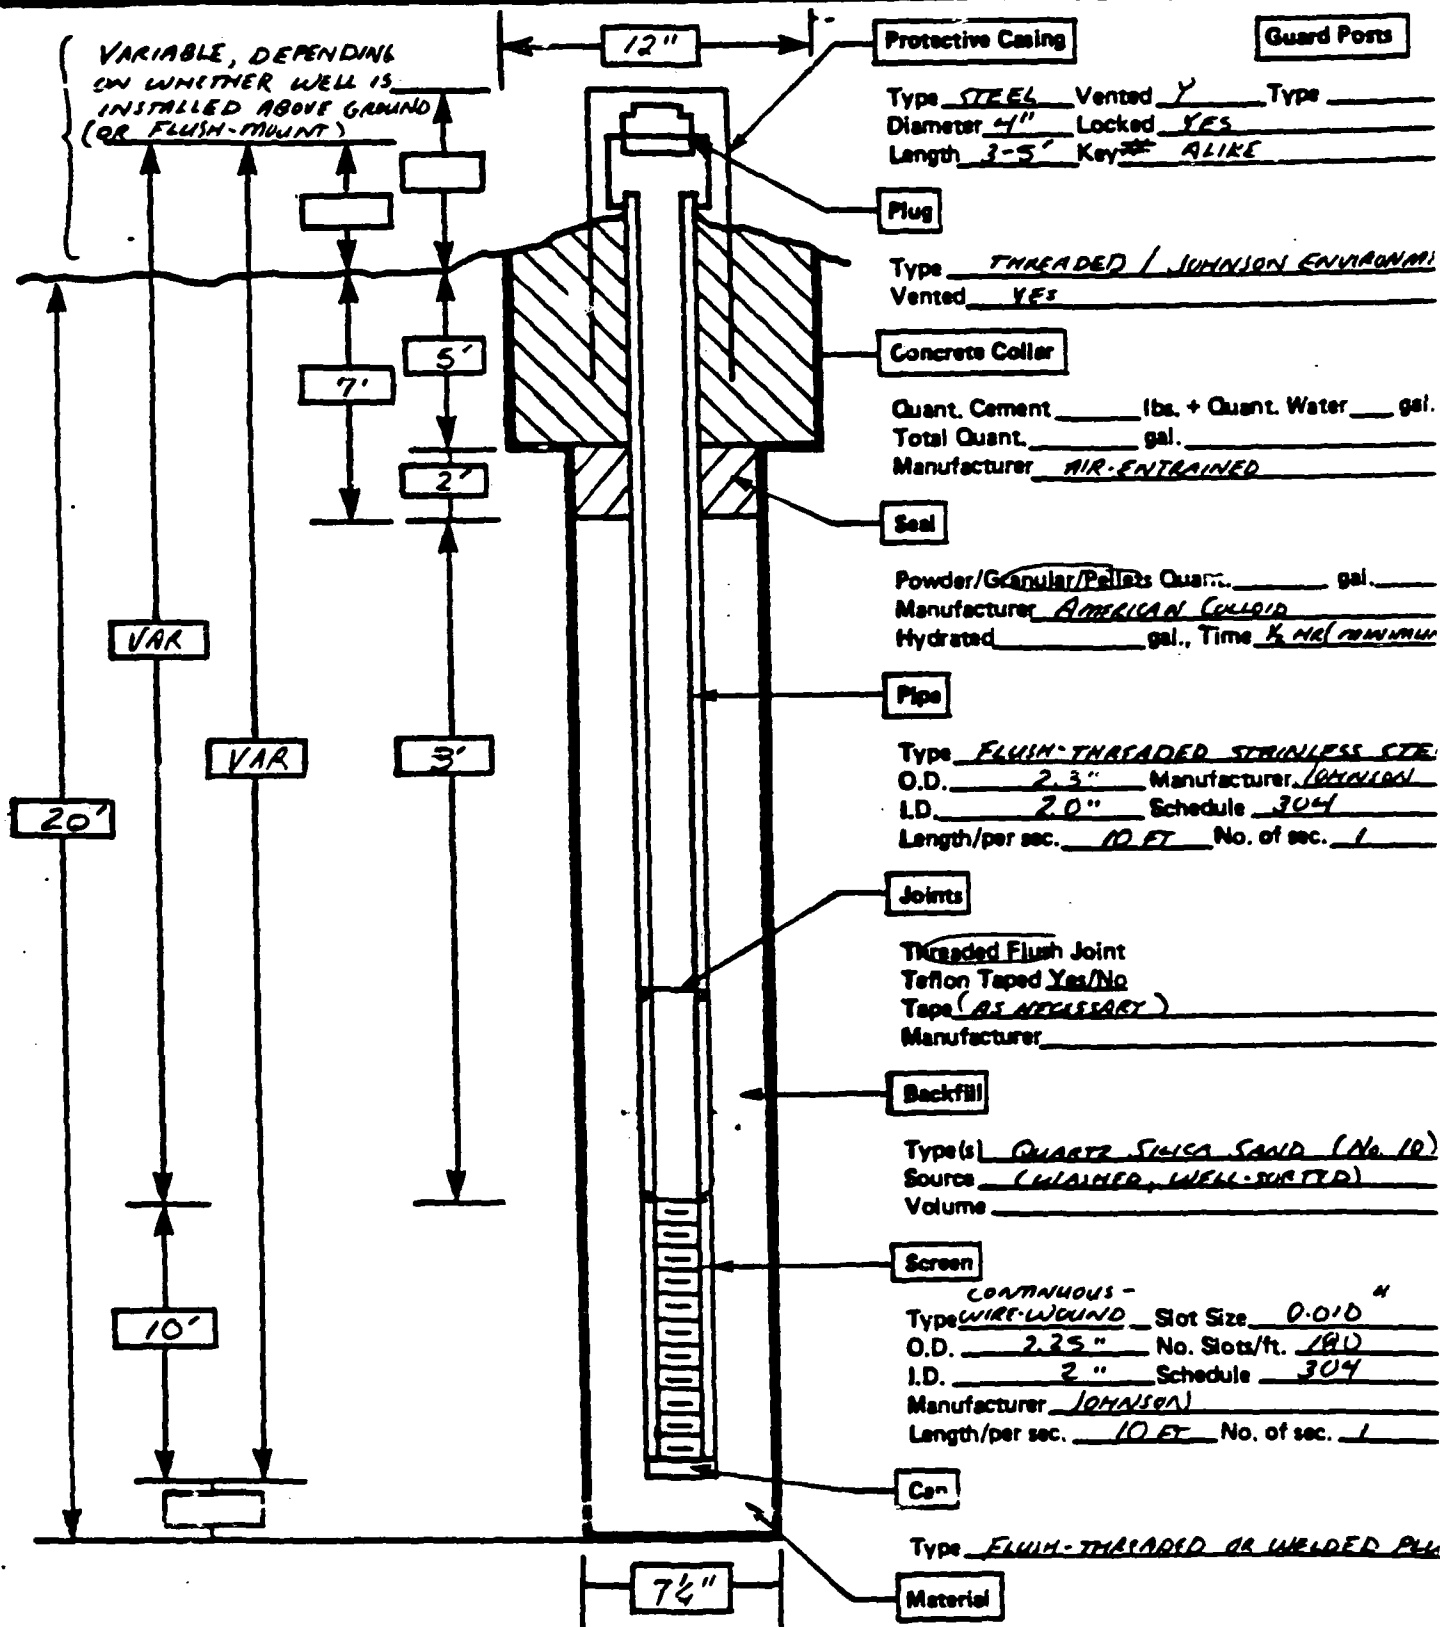 VARIABLE, DEPENDING
ON WHETHER WELL IS
INSTALLED ABOVE GROUND
(OR FLUSH-MOUNT)
12"
Protective Casing
Guard Posts
Type STEEL Vented Y Type
Diameter 4" Locked YES
Length 3-5' Key ALIKE
Plug
Type THREADED / JOHNSON ENVIRONM
Vented YES
Concrete Collar
Quant. Cement lbs. + Quant. Water gal.
Total Quant. gal.
Manufacturer AIR-ENTRAINED
5'
7'
2'
Seal
Powder/Granular/Pellets Quant. gal.
Manufacturer AMERICAN COLLOID
Hydrated gal., Time ½ HR (MINIMUM
VAR
Pipe
Type FLUSH-THREADED STAINLESS STE
O.D. 2.3" Manufacturer JOHNSON
I.D. 2.0" Schedule 304
Length/per sec. 10 FT No. of sec. 1
VAR
3'
20'
Joints
Threaded Flush Joint
Teflon Taped Yes/No
Tape (AS NECESSARY)
Manufacturer
Backfill
Type(s) QUARTZ SILICA SAND (No. 10)
Source (WASHED, WELL-SORTED)
Volume
Screen
CONTINUOUS-
Type WIRE-WOUND Slot Size 0.010"
O.D. 2.25" No. Slots/ft.
I.D. 2" Schedule 304
Manufacturer JOHNSON
Length/per sec. 10 FT No. of sec. 1
10'
Cap
Type FLUSH-THREADED OR WELDED PLU
7¼"
Material